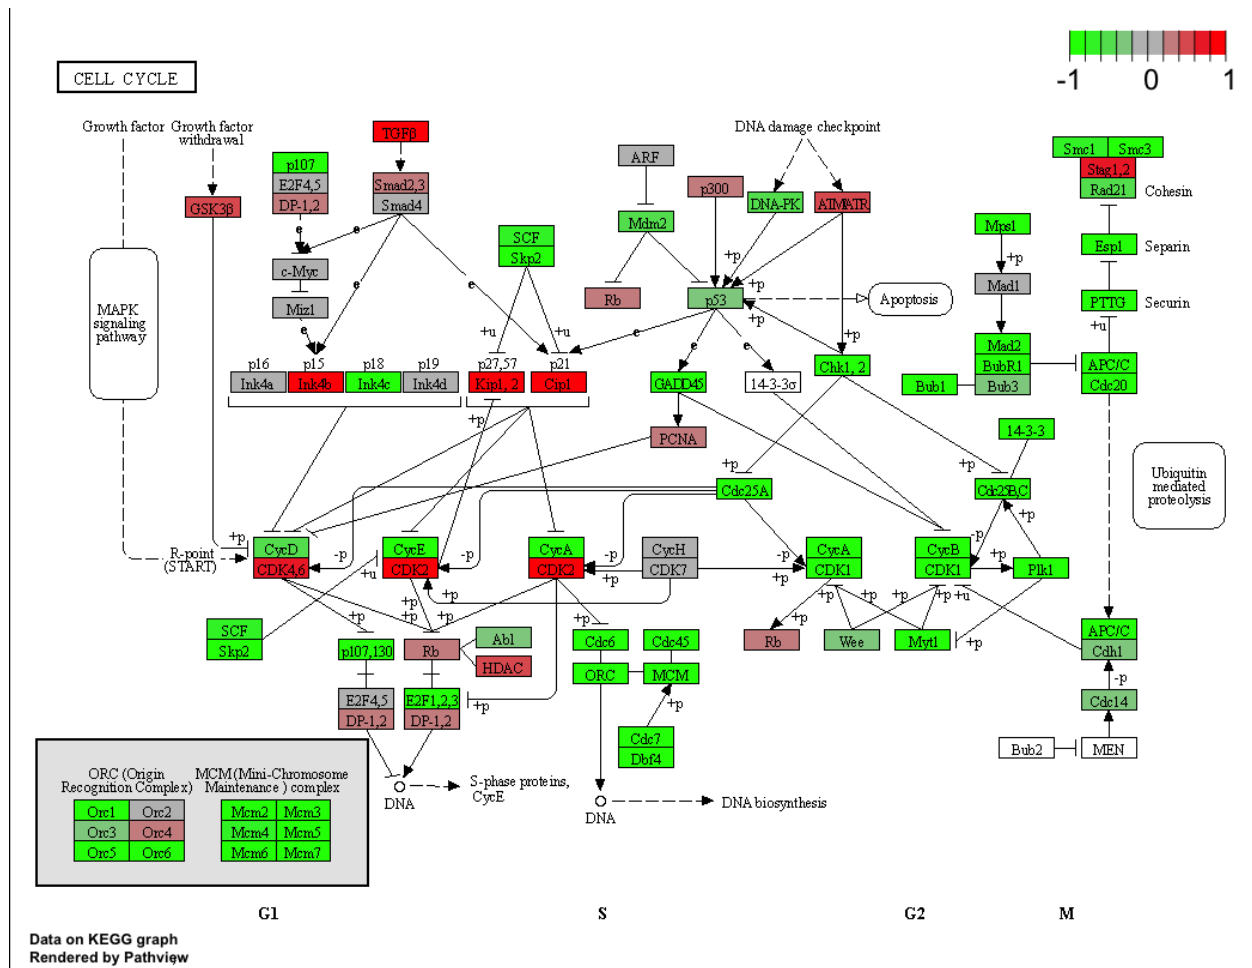 -1 0 1
CELL CYCLE
Growth factor
Growth factor
withdrawal
TGFβ
DNA damage checkpoint
Smc1 Smc3
Stag1,2
Rad21
Cohesin
p107
E2F4,5
DP-1,2
Smad2,3
Smad4
ARF
p300
DNA-PK
ATMATR
GSK3β
Mdm2
Mps1
Esp1
Separin
e
e
SCF
Skp2
+p
c-Myc
+p
+p
Mad1
e
e
Rb
p53
Apoptosis
PTTG
Securin
Miz1
MAPK
signaling
pathway
e
+u
+u
e
+p
+p
+u
e
e
Mad2
BubR1
Bub3
Bub1
APC/C
Cdc20
p16
Ink4a
p15
Ink4b
p18
Ink4c
p19
Ink4d
p27,57
Kip1, 2
p21
Cip1
GADD45
14-3-3σ
Chk1, 2
+p
PCNA
14-3-3
+p
+p
Ubiquitin
mediated
proteolysis
Cdc25A
Cdc25B,C
+p
+p
R-point
(START)
CycD
CDK4,6
-p
CycE
CDK2
-p
CycA
CDK2
-p
CycH
CDK7
-p
CycA
CDK1
-p
CycB
CDK1
+p
Plk1
+u
+p
+p
+p
+p
+p
+p
+p
+p
+p
+u
SCF
Skp2
p107,130
Rb
Abl
HDAC
Cdc6
Cdc45
Rb
Wee
Myt1
APC/C
Cdh1
ORC
MCM
-p
E2F4,5
DP-1,2
E2F1,2,3
DP-1,2
+p
+p
Cdc14
Cdc7
Dbf4
Bub2
MEN
DNA
S-phase proteins,
CycE
DNA
DNA biosynthesis
ORC (Origin
Recognition Complex)
MCM (Mini-Chromosome
Maintenance ) complex
Orc1 Orc2 Mcm2 Mcm3
Orc3 Orc4 Mcm4 Mcm5
Orc5 Orc6 Mcm6 Mcm7
G1 S G2 M
Data on KEGG graph
Rendered by Pathview